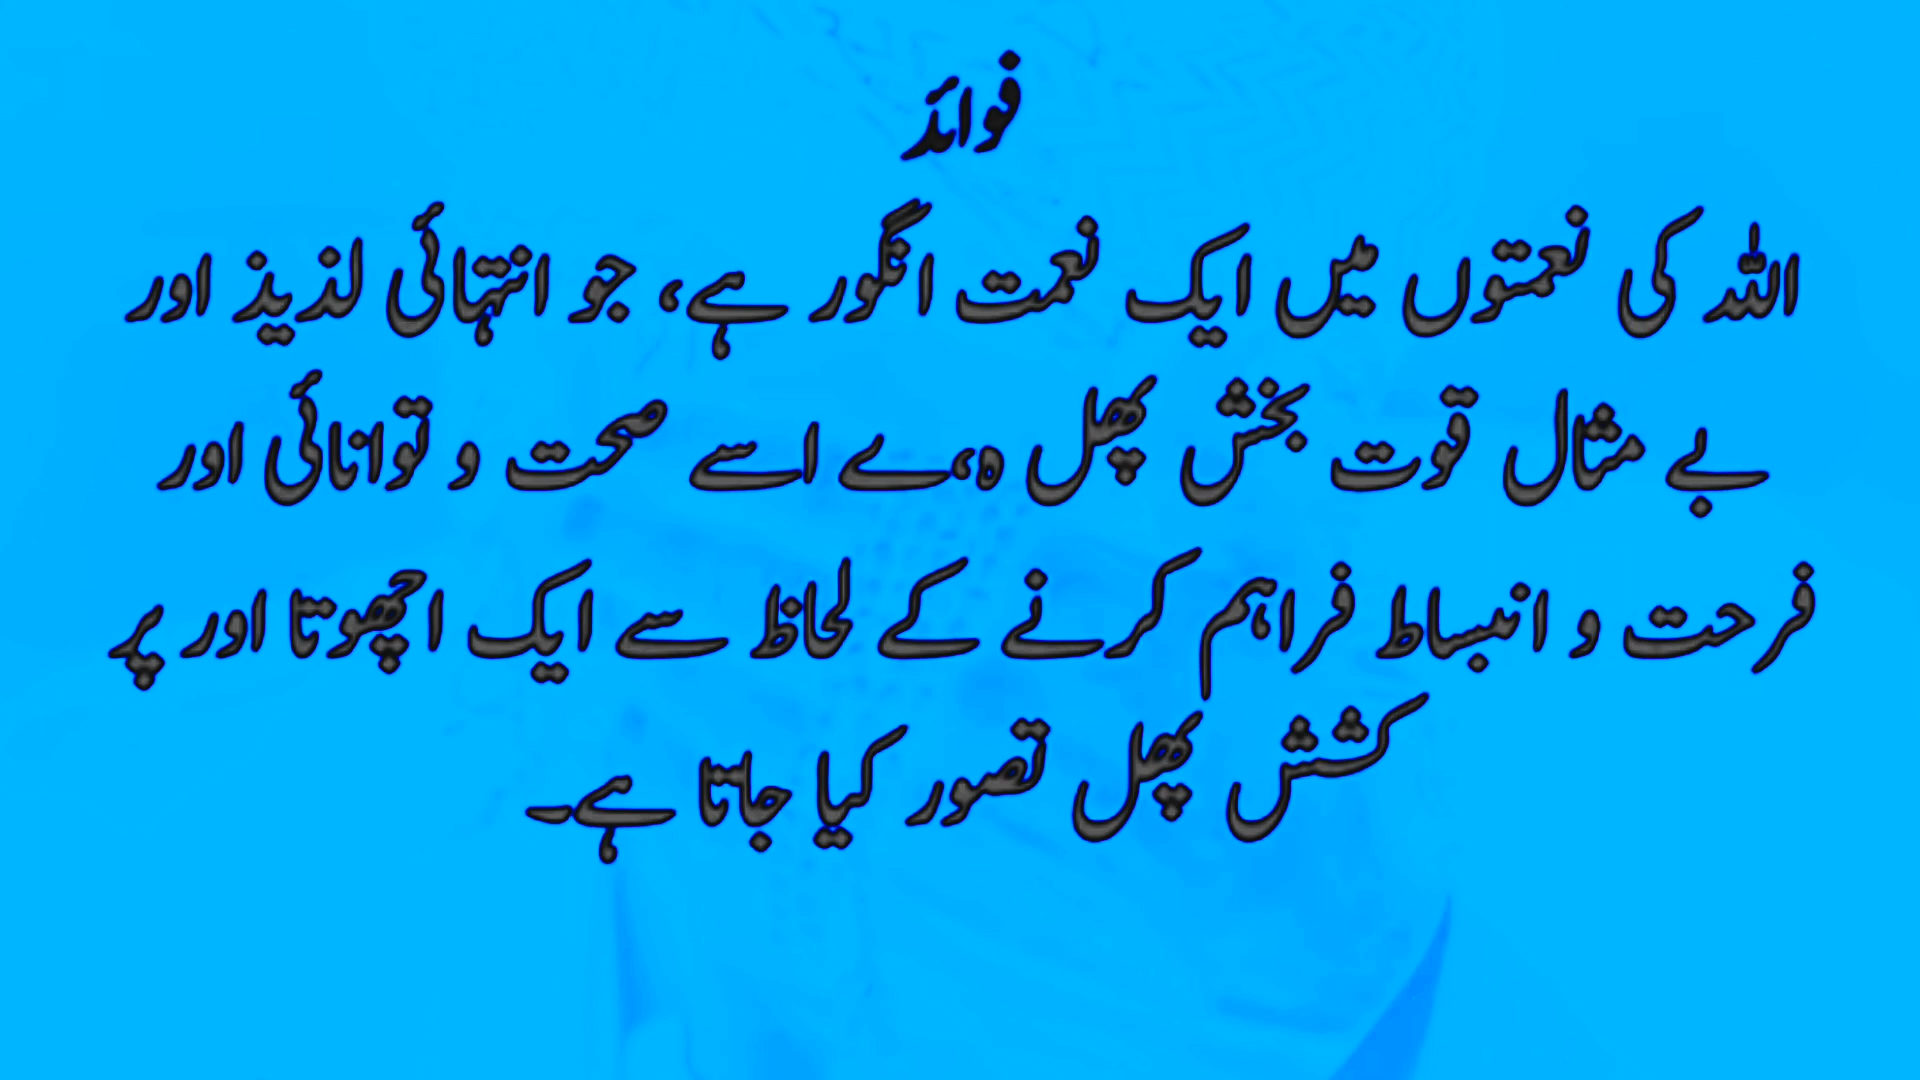 فوائد
اللہ کی نعمتوں میں ایک نعمت انگور ہے، جو انتہائی لذیذ اور
بے مثال قوت بخش پھل ہ،ے اسے صحت و توانائی اور
فرحت و انبساط فراہم کرنے کے لحاظ سے ایک اچھوتا اور پر
کشش پھل تصور کیا جاتا ہے۔